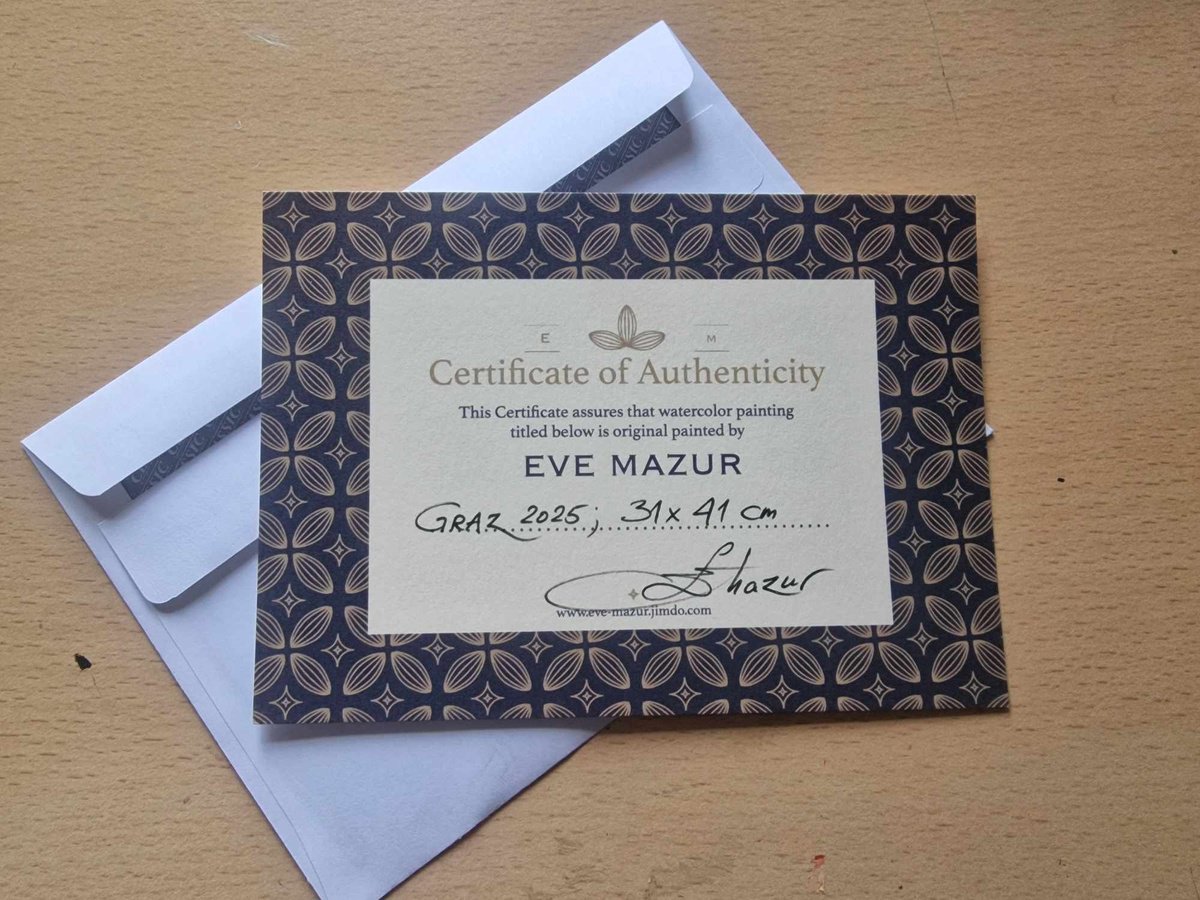 E M
Certificate of Authenticity
This Certificate assures that watercolor painting
titled below is original painted by
EVE MAZUR
GRAZ 2025; 31 x 41 cm
EMazur
www.eve-mazur.jimdo.com